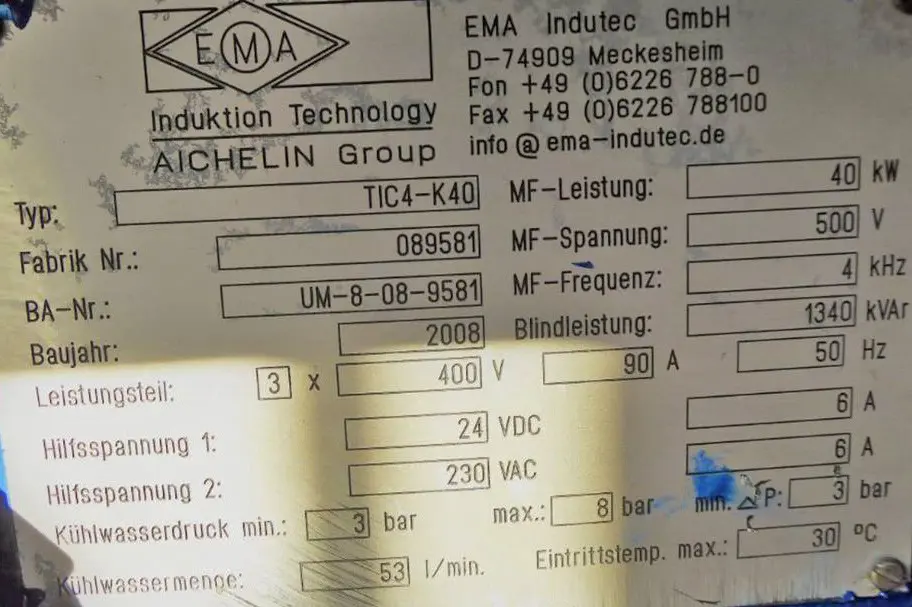 EMA
Induktion Technology
AICHELIN Group
EMA Indutec GmbH
D-74909 Meckesheim
Fon +49 (0)6226 788-0
Fax +49 (0)6226 788100
info @ ema-indutec.de
Typ: TIC4-K40
Fabrik Nr.: 089581
BA-Nr.: UM-8-08-9581
Baujahr: 2008
MF-Leistung: 40 kW
MF-Spannung: 500 V
MF-Frequenz: 4 kHz
Blindleistung: 1340 kVAr
Leistungsteil: 3 x 400 V 90 A 50 Hz
Hilfsspannung 1: 24 VDC 6 A
Hilfsspannung 2: 230 VAC 6 A
Kühlwasserdruck min.: 3 bar max.: 8 bar min. △P: 3 bar
Kühlwassermenge: 53 l/min. Eintrittstemp. max.: 30 °C